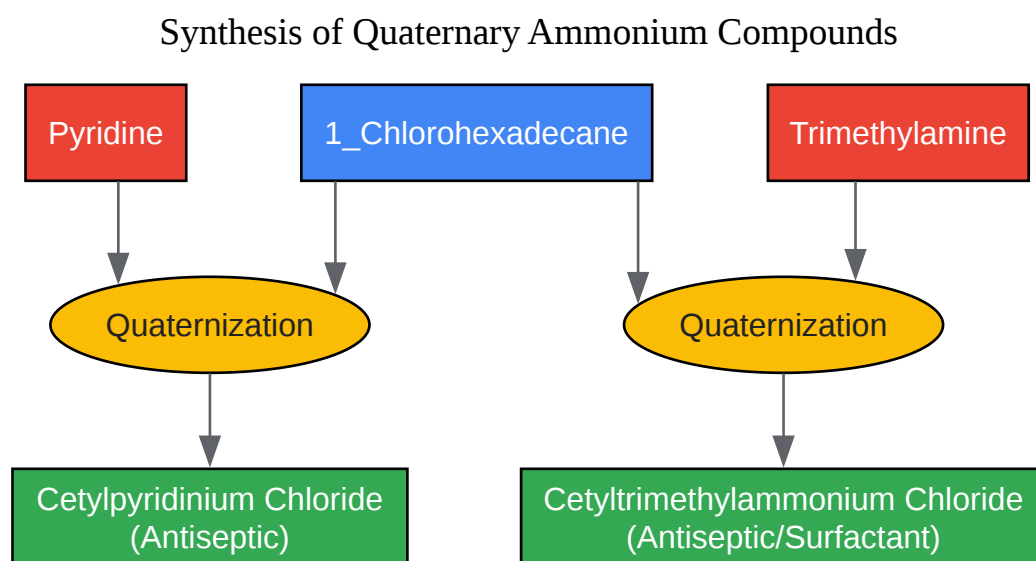 Synthesis of Quaternary Ammonium Compounds
Pyridine
1_Chlorohexadecane
Trimethylamine
Quaternization
Quaternization
Cetylpyridinium Chloride
(Antiseptic)
Cetyltrimethylammonium Chloride
(Antiseptic/Surfactant)